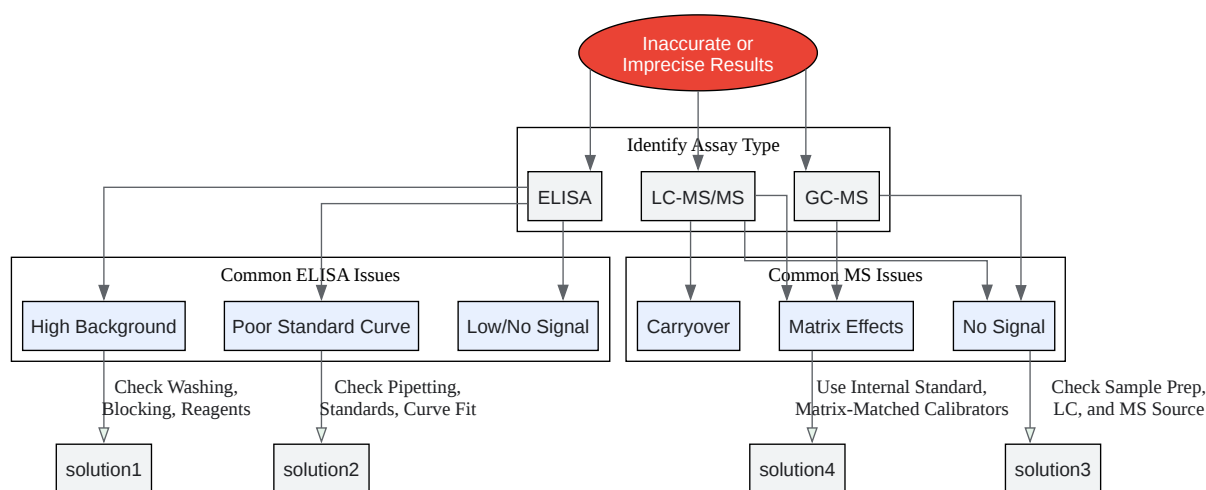 Inaccurate or
Imprecise Results
Identify Assay Type
ELISA
LC-MS/MS
GC-MS
Common ELISA Issues
Common MS Issues
High Background
Poor Standard Curve
Low/No Signal
Carryover
Matrix Effects
No Signal
Check Washing,
Blocking, Reagents
Check Pipetting,
Standards, Curve Fit
Use Internal Standard,
Matrix-Matched Calibrators
Check Sample Prep,
LC, and MS Source
solution1
solution2
solution4
solution3